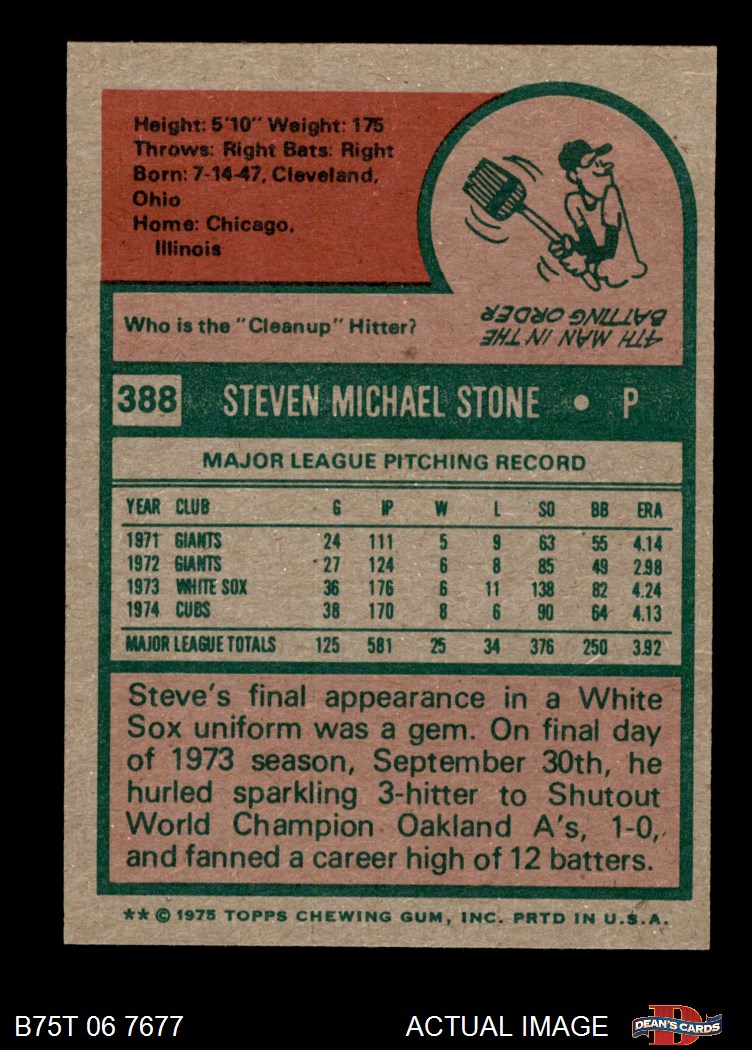 Height: 5'10" Weight: 175
Throws: Right Bats: Right
Born: 7-14-47, Cleveland,
Ohio
Home: Chicago,
Illinois
Who is the "Cleanup" Hitter?
4TH MAN IN THE
BATTING ORDER
388 STEVEN MICHAEL STONE • P
MAJOR LEAGUE PITCHING RECORD
YEAR CLUB G IP W L SO BB ERA
1971 GIANTS 24 111 5 9 63 55 4.14
1972 GIANTS 27 124 6 8 85 49 2.98
1973 WHITE SOX 36 176 6 11 138 82 4.24
1974 CUBS 38 170 8 6 90 64 4.13
MAJOR LEAGUE TOTALS 125 581 25 34 376 250 3.92
Steve's final appearance in a White
Sox uniform was a gem. On final day
of 1973 season, September 30th, he
hurled sparkling 3-hitter to Shutout
World Champion Oakland A's, 1-0,
and fanned a career high of 12 batters.
** © 1975 TOPPS CHEWING GUM, INC. PRTD IN U.S.A.
B75T 06 7677 ACTUAL IMAGE D DEAN'S CARDS